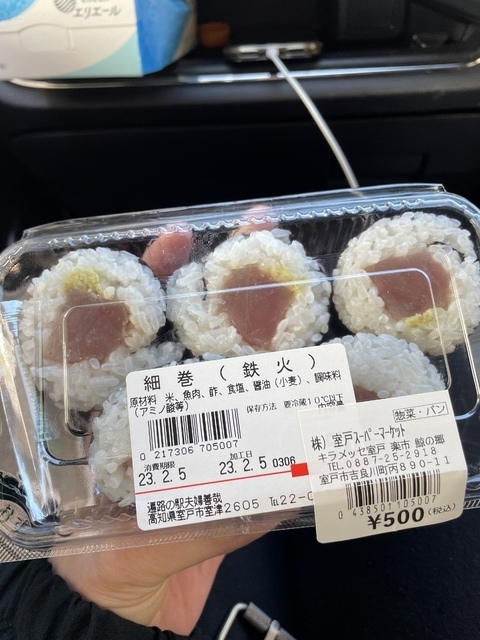 エリエール
細巻(鉄火)
原材料 米、魚肉、酢、食塩、醤油(小麦)、調味料
(アミノ酸等)
保存方法 要冷蔵10℃以下
0 217306 705007
消費期限
23.2.5
加工日
23.2.5 0306
遍路の駅夫婦善哉
高知県室戸市室津2605 TEL22-0
惣菜・パン
株)室戸スーパーマーケット
キラメッセ室戸 楽市 鯨の郷
TEL.0887-25-2918
室戸市吉良川町丙890-11
0 438501 105007
¥500(税込)